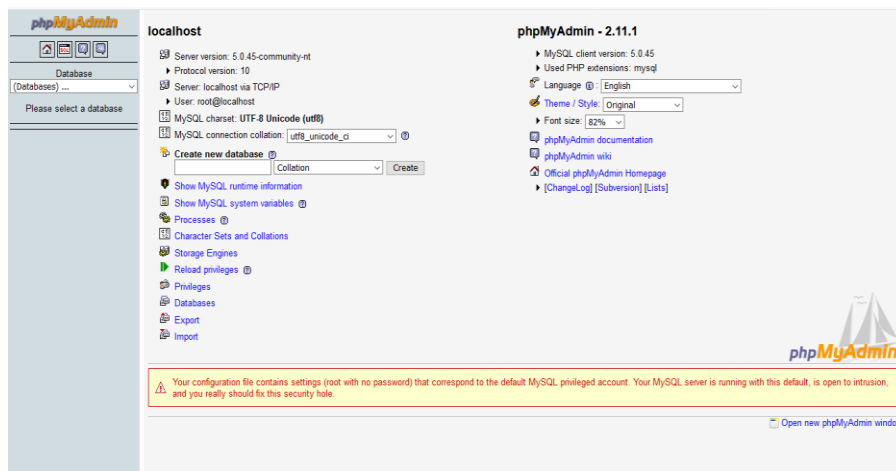 phpMyAdmin
SQL
Database
(Databases) ...
Please select a database
localhost
Server version: 5.0.45-community-nt
Protocol version: 10
Server: localhost via TCP/IP
User: root@localhost
MySQL charset: UTF-8 Unicode (utf8)
MySQL connection collation: utf8_unicode_ci
Create new database
Collation Create
Show MySQL runtime information
Show MySQL system variables
Processes
Character Sets and Collations
Storage Engines
Reload privileges
Privileges
Databases
Export
Import
phpMyAdmin - 2.11.1
MySQL client version: 5.0.45
Used PHP extensions: mysql
Language : English
Theme / Style: Original
Font size: 82%
phpMyAdmin documentation
phpMyAdmin wiki
Official phpMyAdmin Homepage
[ChangeLog] [Subversion] [Lists]
phpMyAdmin
Your configuration file contains settings (root with no password) that correspond to the default MySQL privileged account. Your MySQL server is running with this default, is open to intrusion,
and you really should fix this security hole.
Open new phpMyAdmin windo